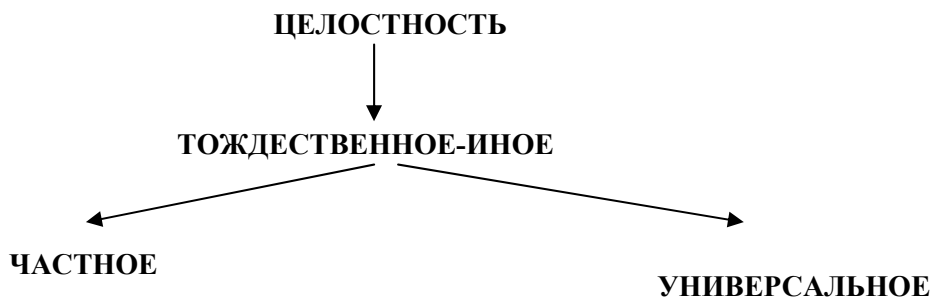 ЦЕЛОСТНОСТЬ
ТОЖДЕСТВЕННОЕ-ИНОЕ
ЧАСТНОЕ
УНИВЕРСАЛЬНОЕ